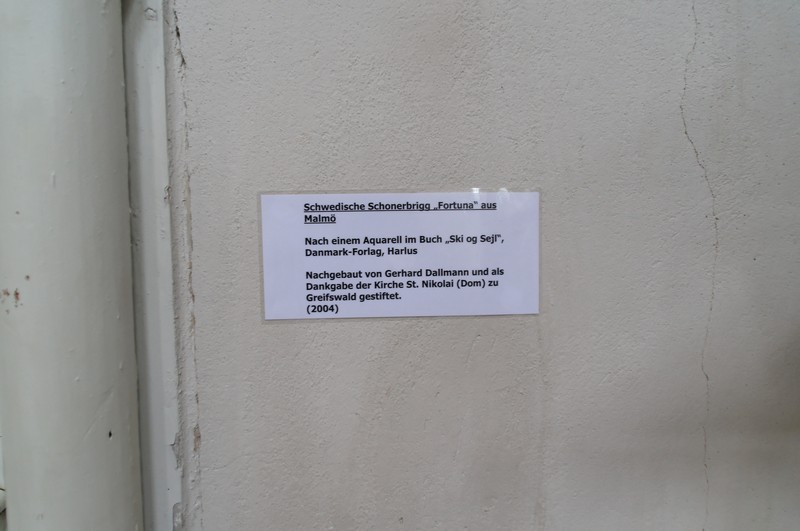 Schwedische Schonerbrigg „Fortuna“ aus
Malmö
Nach einem Aquarell im Buch „Ski og Sejl“,
Danmark-Forlag, Harlus
Nachgebaut von Gerhard Dallmann und als
Dankgabe der Kirche St. Nikolai (Dom) zu
Greifswald gestiftet.
(2004)